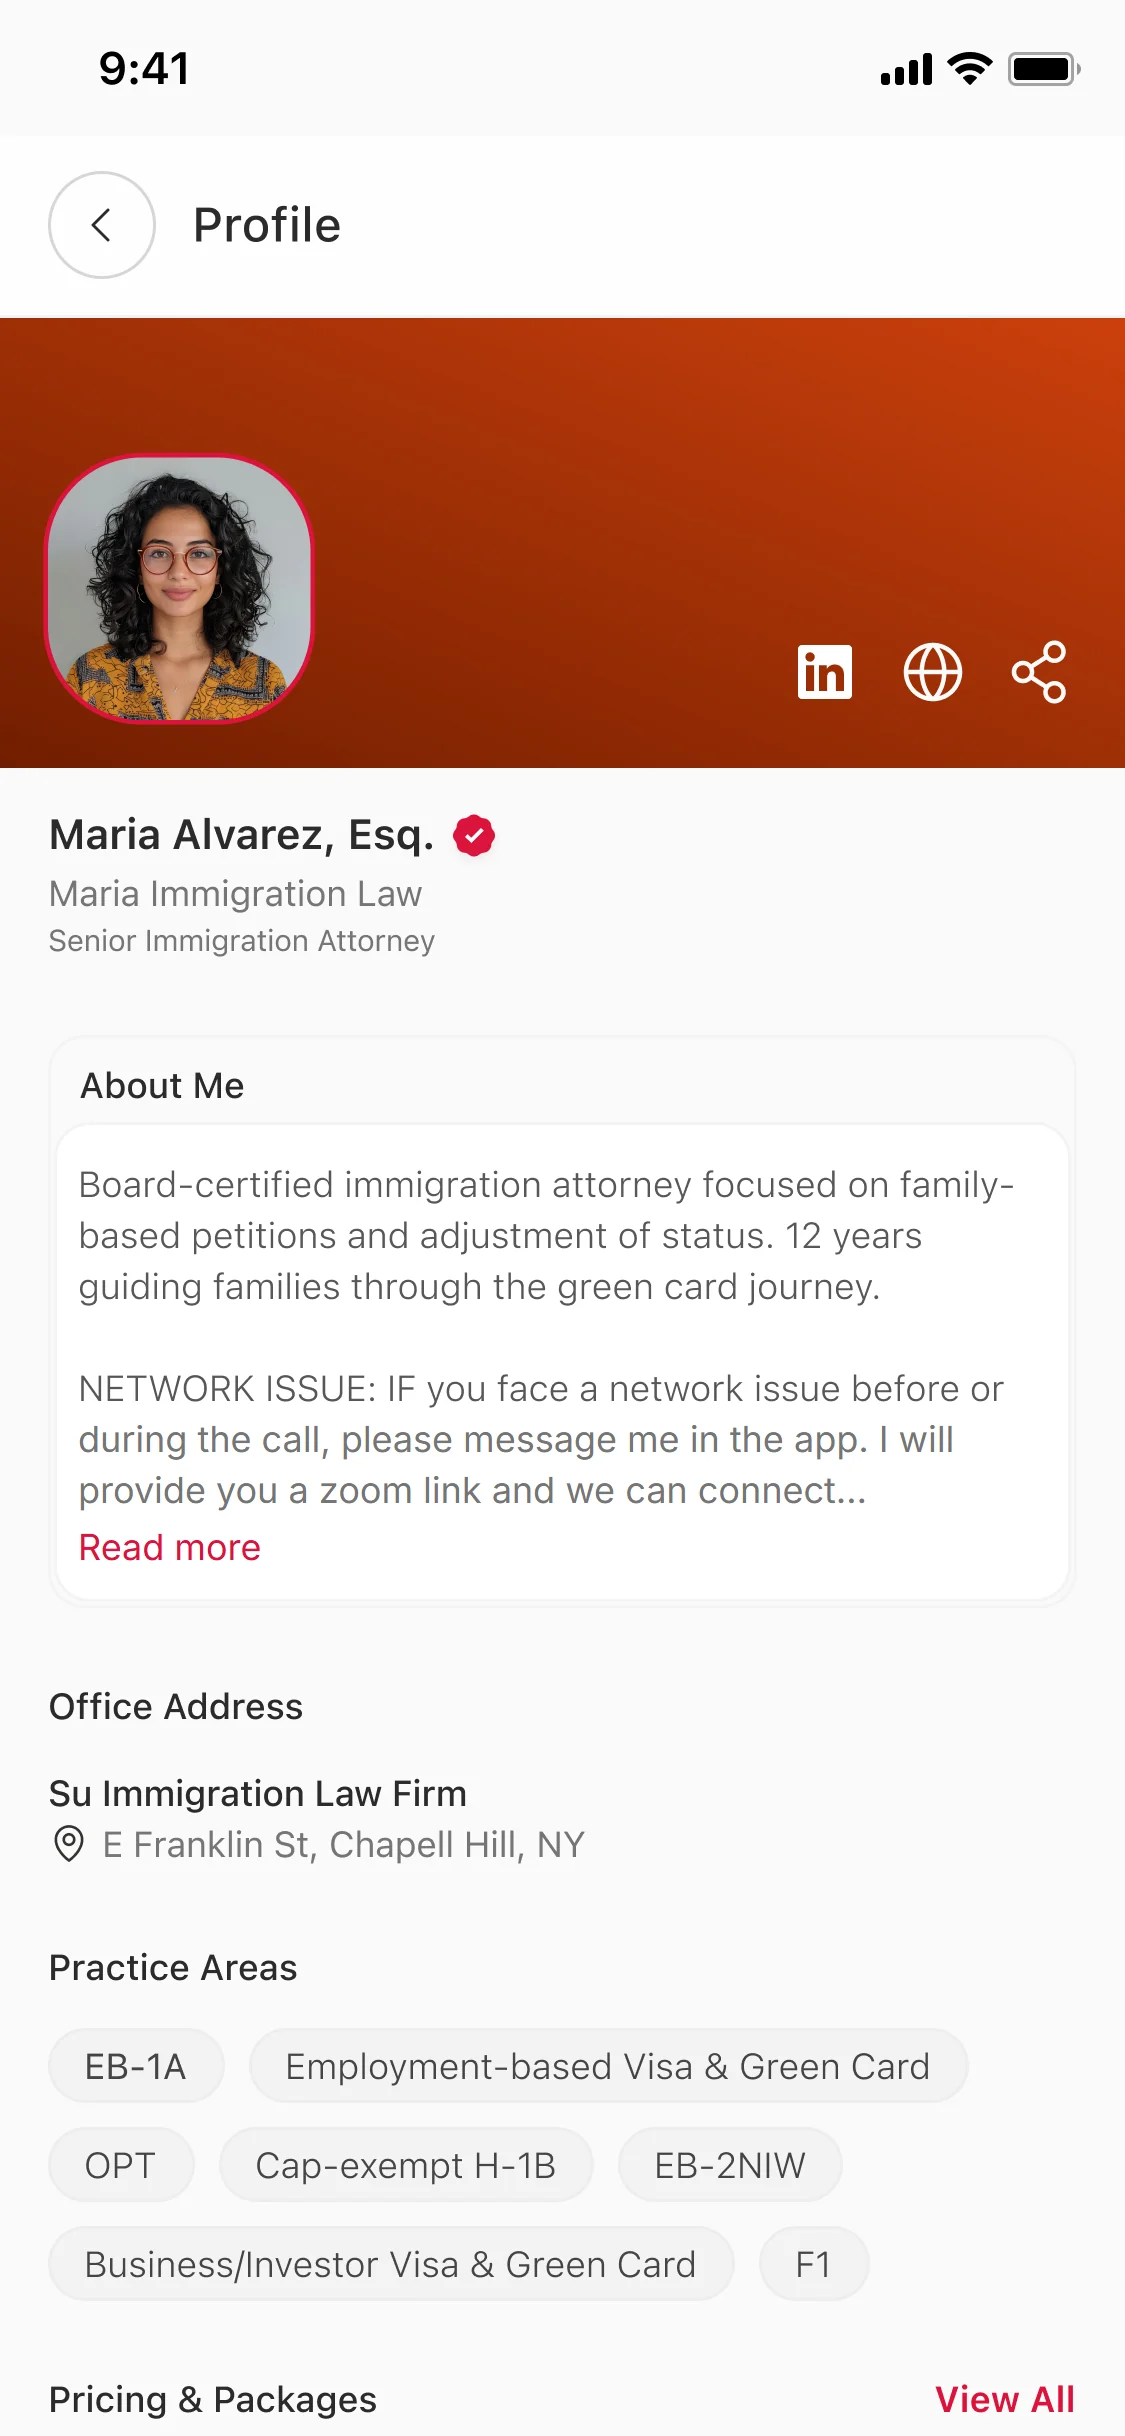 9:41
Profile
in
Maria Alvarez, Esq.
Maria Immigration Law
Senior Immigration Attorney
About Me
Board-certified immigration attorney focused on family-
based petitions and adjustment of status. 12 years
guiding families through the green card journey.
NETWORK ISSUE: IF you face a network issue before or
during the call, please message me in the app. I will
provide you a zoom link and we can connect...
Read more
Office Address
Su Immigration Law Firm
E Franklin St, Chapell Hill, NY
Practice Areas
EB-1A Employment-based Visa & Green Card
OPT Cap-exempt H-1B EB-2NIW
Business/Investor Visa & Green Card F1
Pricing & Packages View All